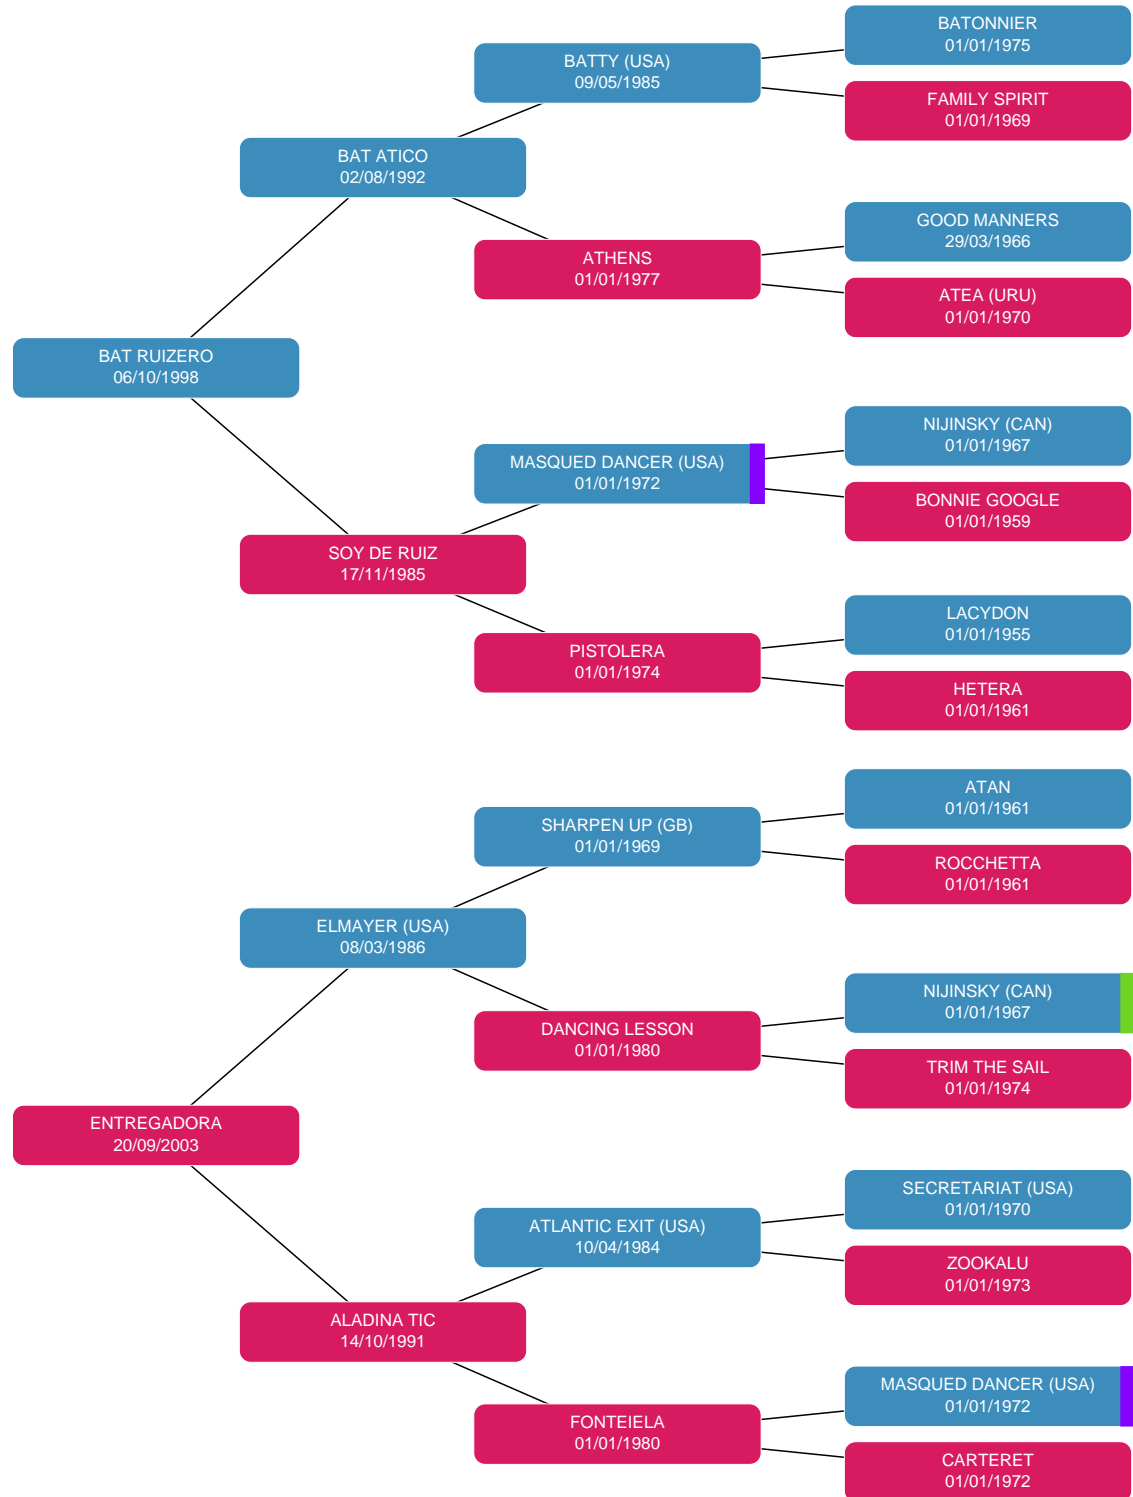 BATONNIER
01/01/1975
BATTY (USA)
09/05/1985
FAMILY SPIRIT
01/01/1969
BAT ATICO
02/08/1992
GOOD MANNERS
29/03/1966
ATHENS
01/01/1977
ATEA (URU)
01/01/1970
BAT RUIZERO
06/10/1998
NIJINSKY (CAN)
01/01/1967
MASQUED DANCER (USA)
01/01/1972
BONNIE GOOGLE
01/01/1959
SOY DE RUIZ
17/11/1985
LACYDON
01/01/1955
PISTOLERA
01/01/1974
HETERA
01/01/1961
ATAN
01/01/1961
SHARPEN UP (GB)
01/01/1969
ROCCHETTA
01/01/1961
ELMAYER (USA)
08/03/1986
NIJINSKY (CAN)
01/01/1967
DANCING LESSON
01/01/1980
TRIM THE SAIL
01/01/1974
ENTREGADORA
20/09/2003
SECRETARIAT (USA)
01/01/1970
ATLANTIC EXIT (USA)
10/04/1984
ZOOKALU
01/01/1973
ALADINA TIC
14/10/1991
MASQUED DANCER (USA)
01/01/1972
FONTEIELA
01/01/1980
CARTERET
01/01/1972